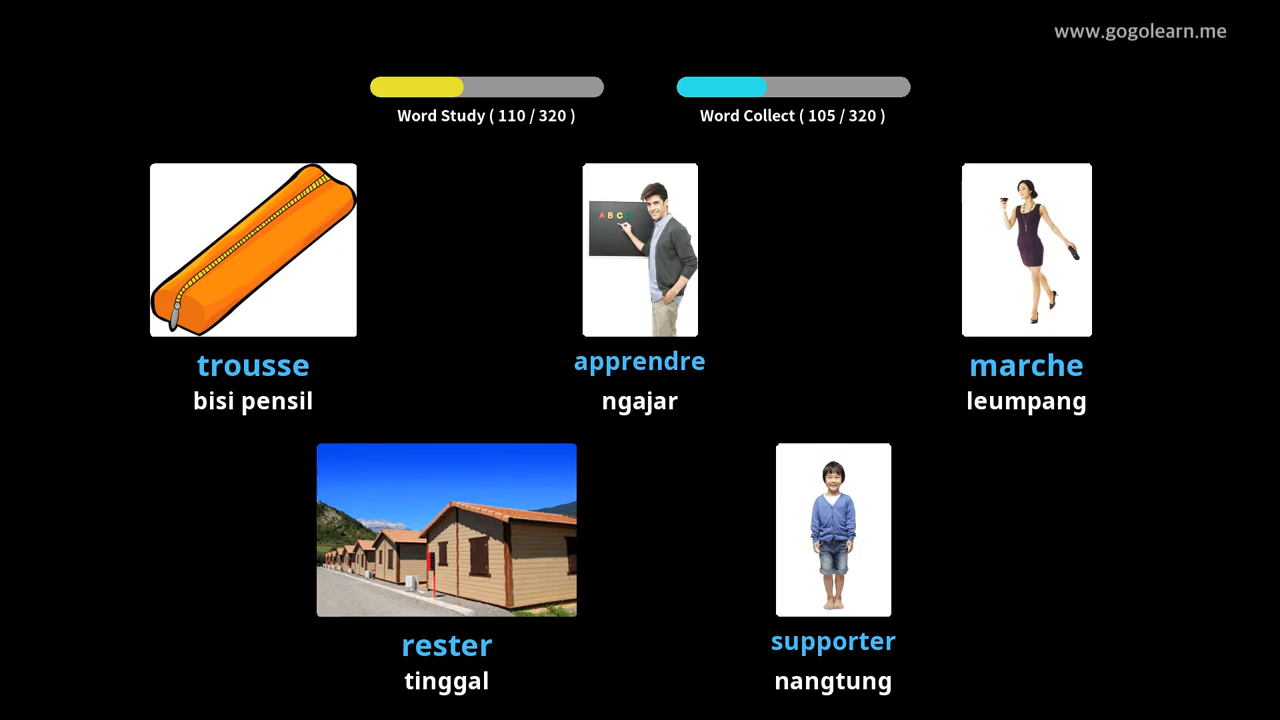 www.gogolearn.me
Word Study ( 110 / 320 )
Word Collect ( 105 / 320 )
A B C D
trousse
bisi pensil
apprendre
ngajar
marche
leumpang
rester
tinggal
supporter
nangtung